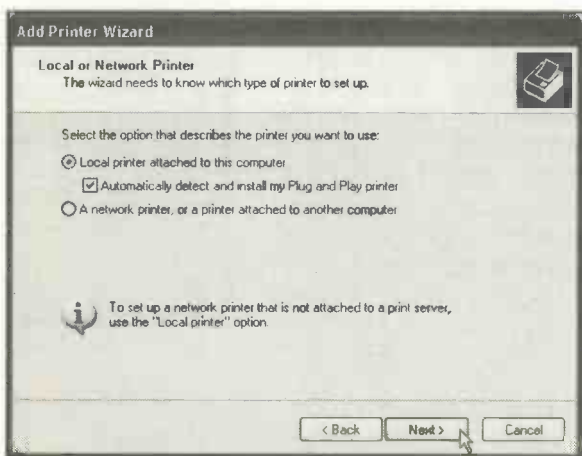 Add Printer Wizard
Local or Network Printer
The wizard needs to know which type of printer to set up.
Select the option that describes the printer you want to use:
Local printer attached to this computer
Automatically detect and install my Plug and Play printer
A network printer, or a printer attached to another computer
To set up a network printer that is not attached to a print server,
use the "Local printer" option.
< Back
Next >
Cancel